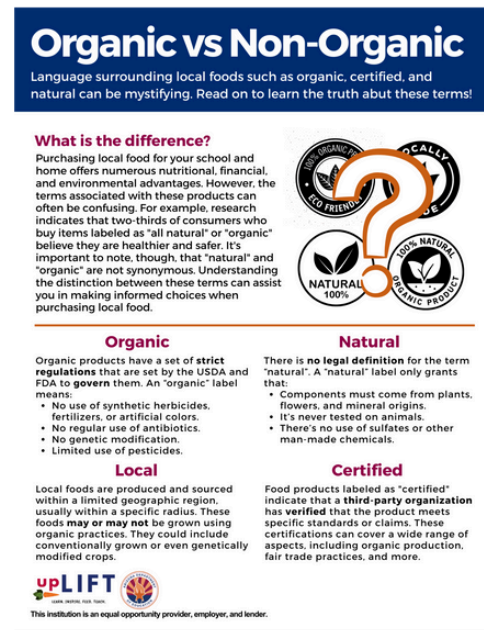 Organic vs Non-Organic
Language surrounding local foods such as organic, certified, and
natural can be mystifying. Read on to learn the truth abut these terms!
What is the difference?
Purchasing local food for your school and
home offers numerous nutritional, financial,
and environmental advantages. However, the
terms associated with these products can
often be confusing. For example, research
indicates that two-thirds of consumers who
buy items labeled as "all natural" or "organic"
believe they are healthier and safer. It's
important to note, though, that "natural" and
"organic" are not synonymous. Understanding
the distinction between these terms can assist
you in making informed choices when
purchasing local food.
100% ORGANIC
ECO FRIENDLY
NATURAL
100%
100% NATURAL
ORGANIC PRODUCT
Organic
Organic products have a set of strict
regulations that are set by the USDA and
FDA to govern them. An “organic” label
means:
• No use of synthetic herbicides,
fertilizers, or artificial colors.
• No regular use of antibiotics.
• No genetic modification.
• Limited use of pesticides.
Natural
There is no legal definition for the term
“natural”. A “natural” label only grants
that:
• Components must come from plants,
flowers, and mineral origins.
• It’s never tested on animals.
• There’s no use of sulfates or other
man-made chemicals.
Local
Local foods are produced and sourced
within a limited geographic region,
usually within a specific radius. These
foods may or may not be grown using
organic practices. They could include
conventionally grown or even genetically
modified crops.
Certified
Food products labeled as "certified"
indicate that a third-party organization
has verified that the product meets
specific standards or claims. These
certifications can cover a wide range of
aspects, including organic production,
fair trade practices, and more.
upLIFT
LEARN. INSPIRE. FEED. TEACH.
This institution is an equal opportunity provider, employer, and lender.